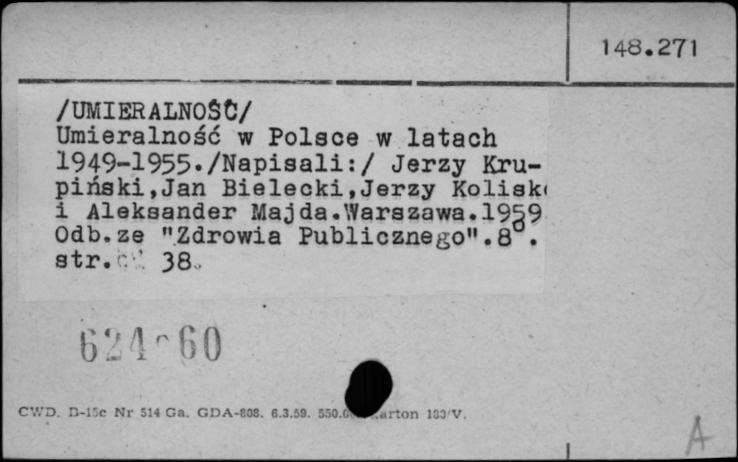 148.271
/UMIERALNOŚĆ/
Umieralność w Polsce w latach
1949-1955./Napisali:/ Jerzy Kru-
piński,Jan Bielecki,Jerzy Kolisk
i Aleksander Majda.Warszawa.1959
Odb.ze "Zdrowia Publicznego".8°.
str. 38.
624 60
CWD. D-15c Nr 514 Ga. GDA-808. 6.3.59. 180/V.
A